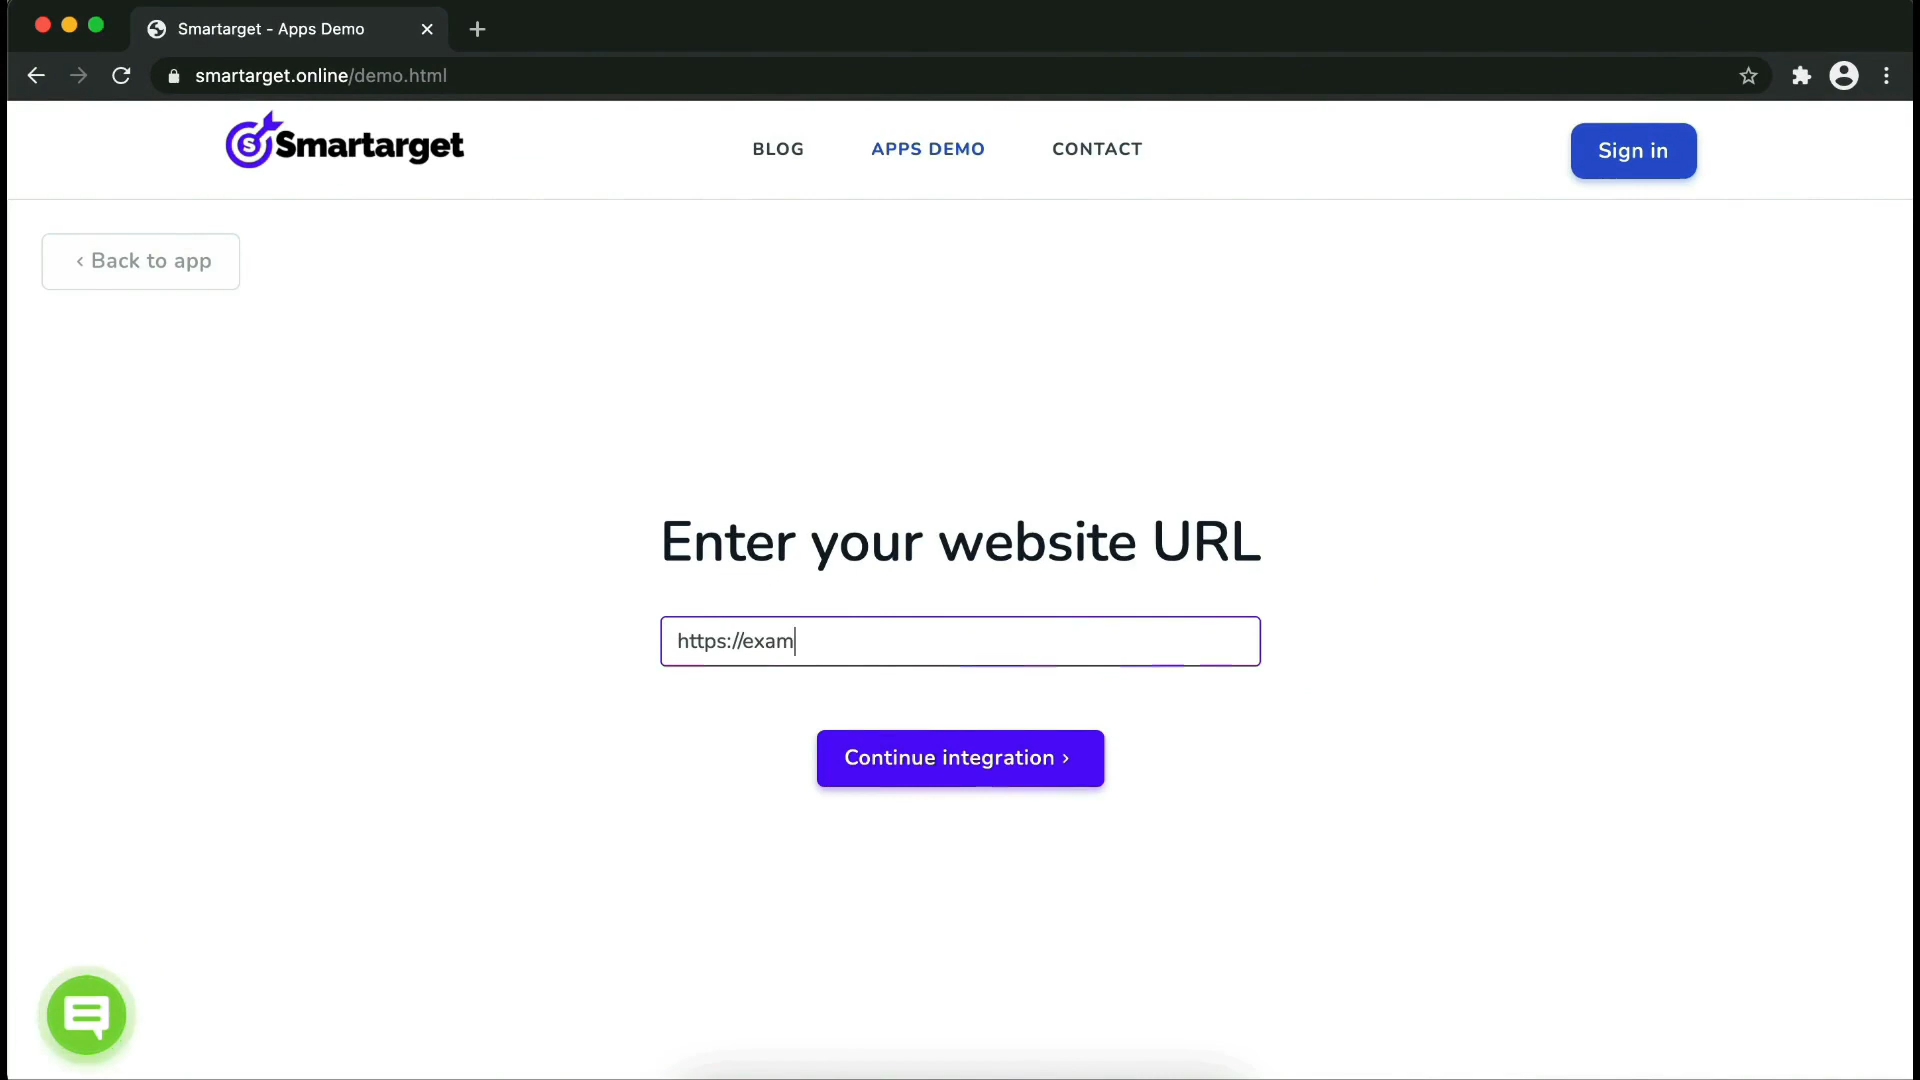 Smartarget - Apps Demo
smartarget.online/demo.html
Smartarget
BLOG
APPS DEMO
CONTACT
Sign in
‹ Back to app
Enter your website URL
https://exam
Continue integration ›